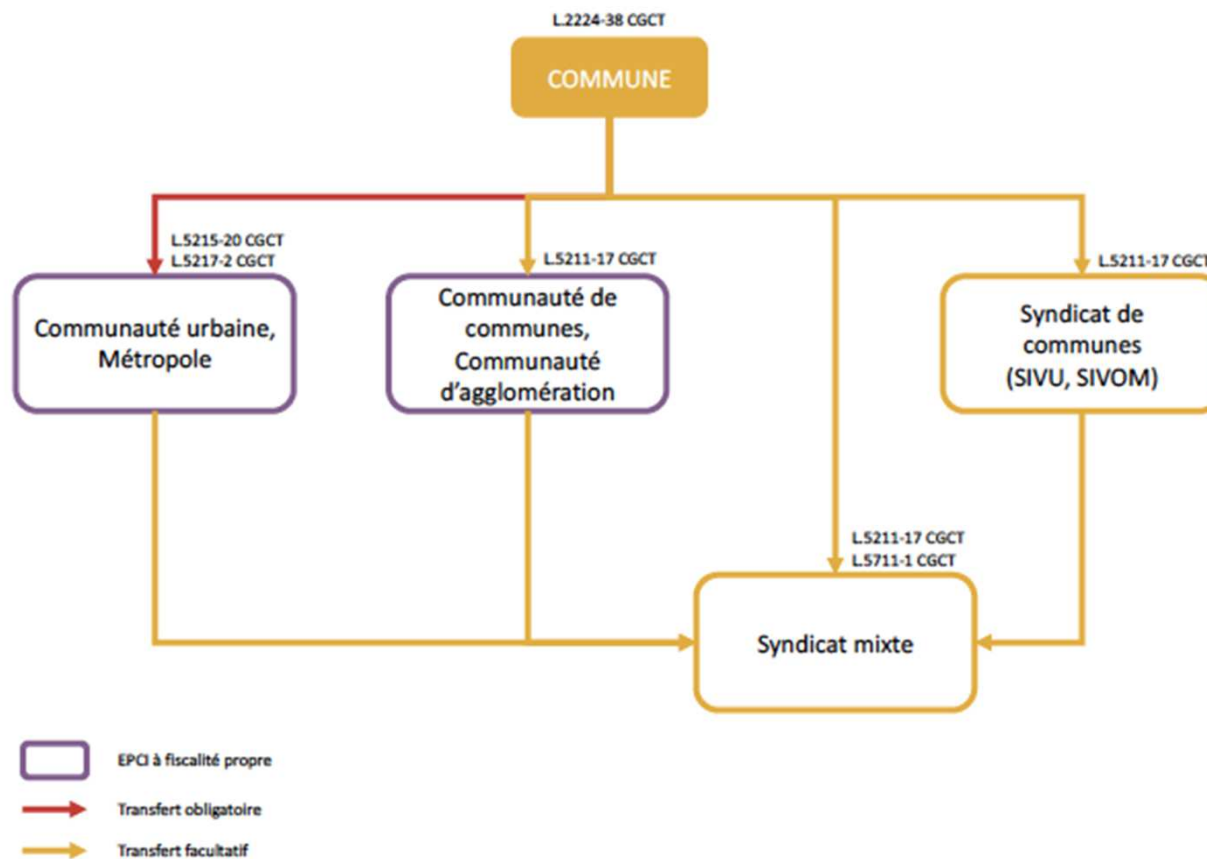 L.2224-38 CGCT
COMMUNE
L.5215-20 CGCT
L.5217-2 CGCT
L.5211-17 CGCT
L.5211-17 CGCT
Communauté urbaine,
Métropole
Communauté de
communes,
Communauté
d’agglomération
Syndicat de
communes
(SIVU, SIVOM)
L.5211-17 CGCT
L.5711-1 CGCT
Syndicat mixte
EPCI à fiscalité propre
Transfert obligatoire
Transfert facultatif